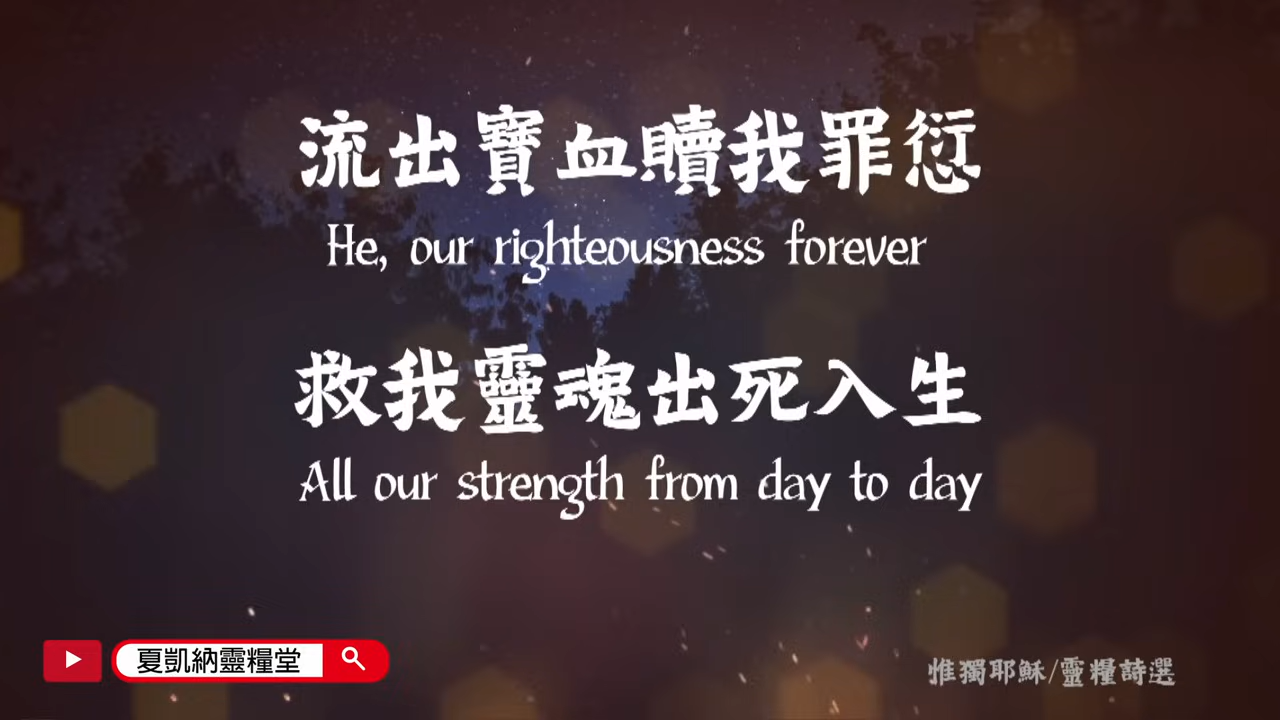 流出寶血贖我罪愆
He, our righteousness forever
救我靈魂出死入生
All our strength from day to day
夏凱納靈糧堂
惟獨耶穌/靈糧詩選